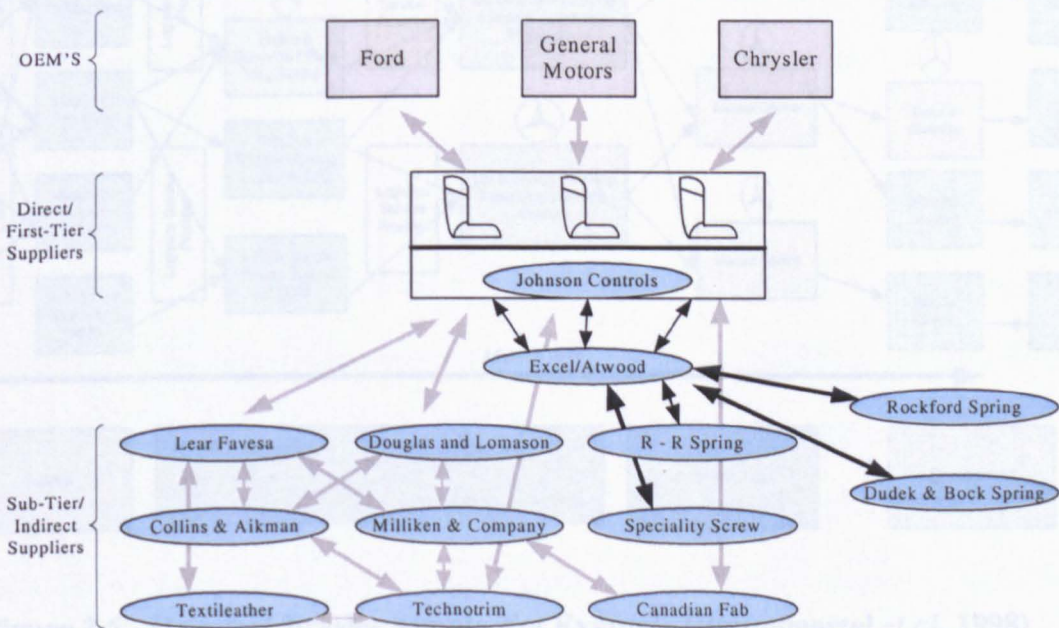 OEM'S
Ford
General
Motors
Chrysler
Direct/
First-Tier
Suppliers
Johnson Controls
Excel/Atwood
Rockford Spring
Lear Favesa
Douglas and Lomason
R - R Spring
Dudek & Bock Spring
Sub-Tier/
Indirect
Suppliers
Collins & Aikman
Milliken & Company
Speciality Screw
Textileather
Technotrim
Canadian Fab